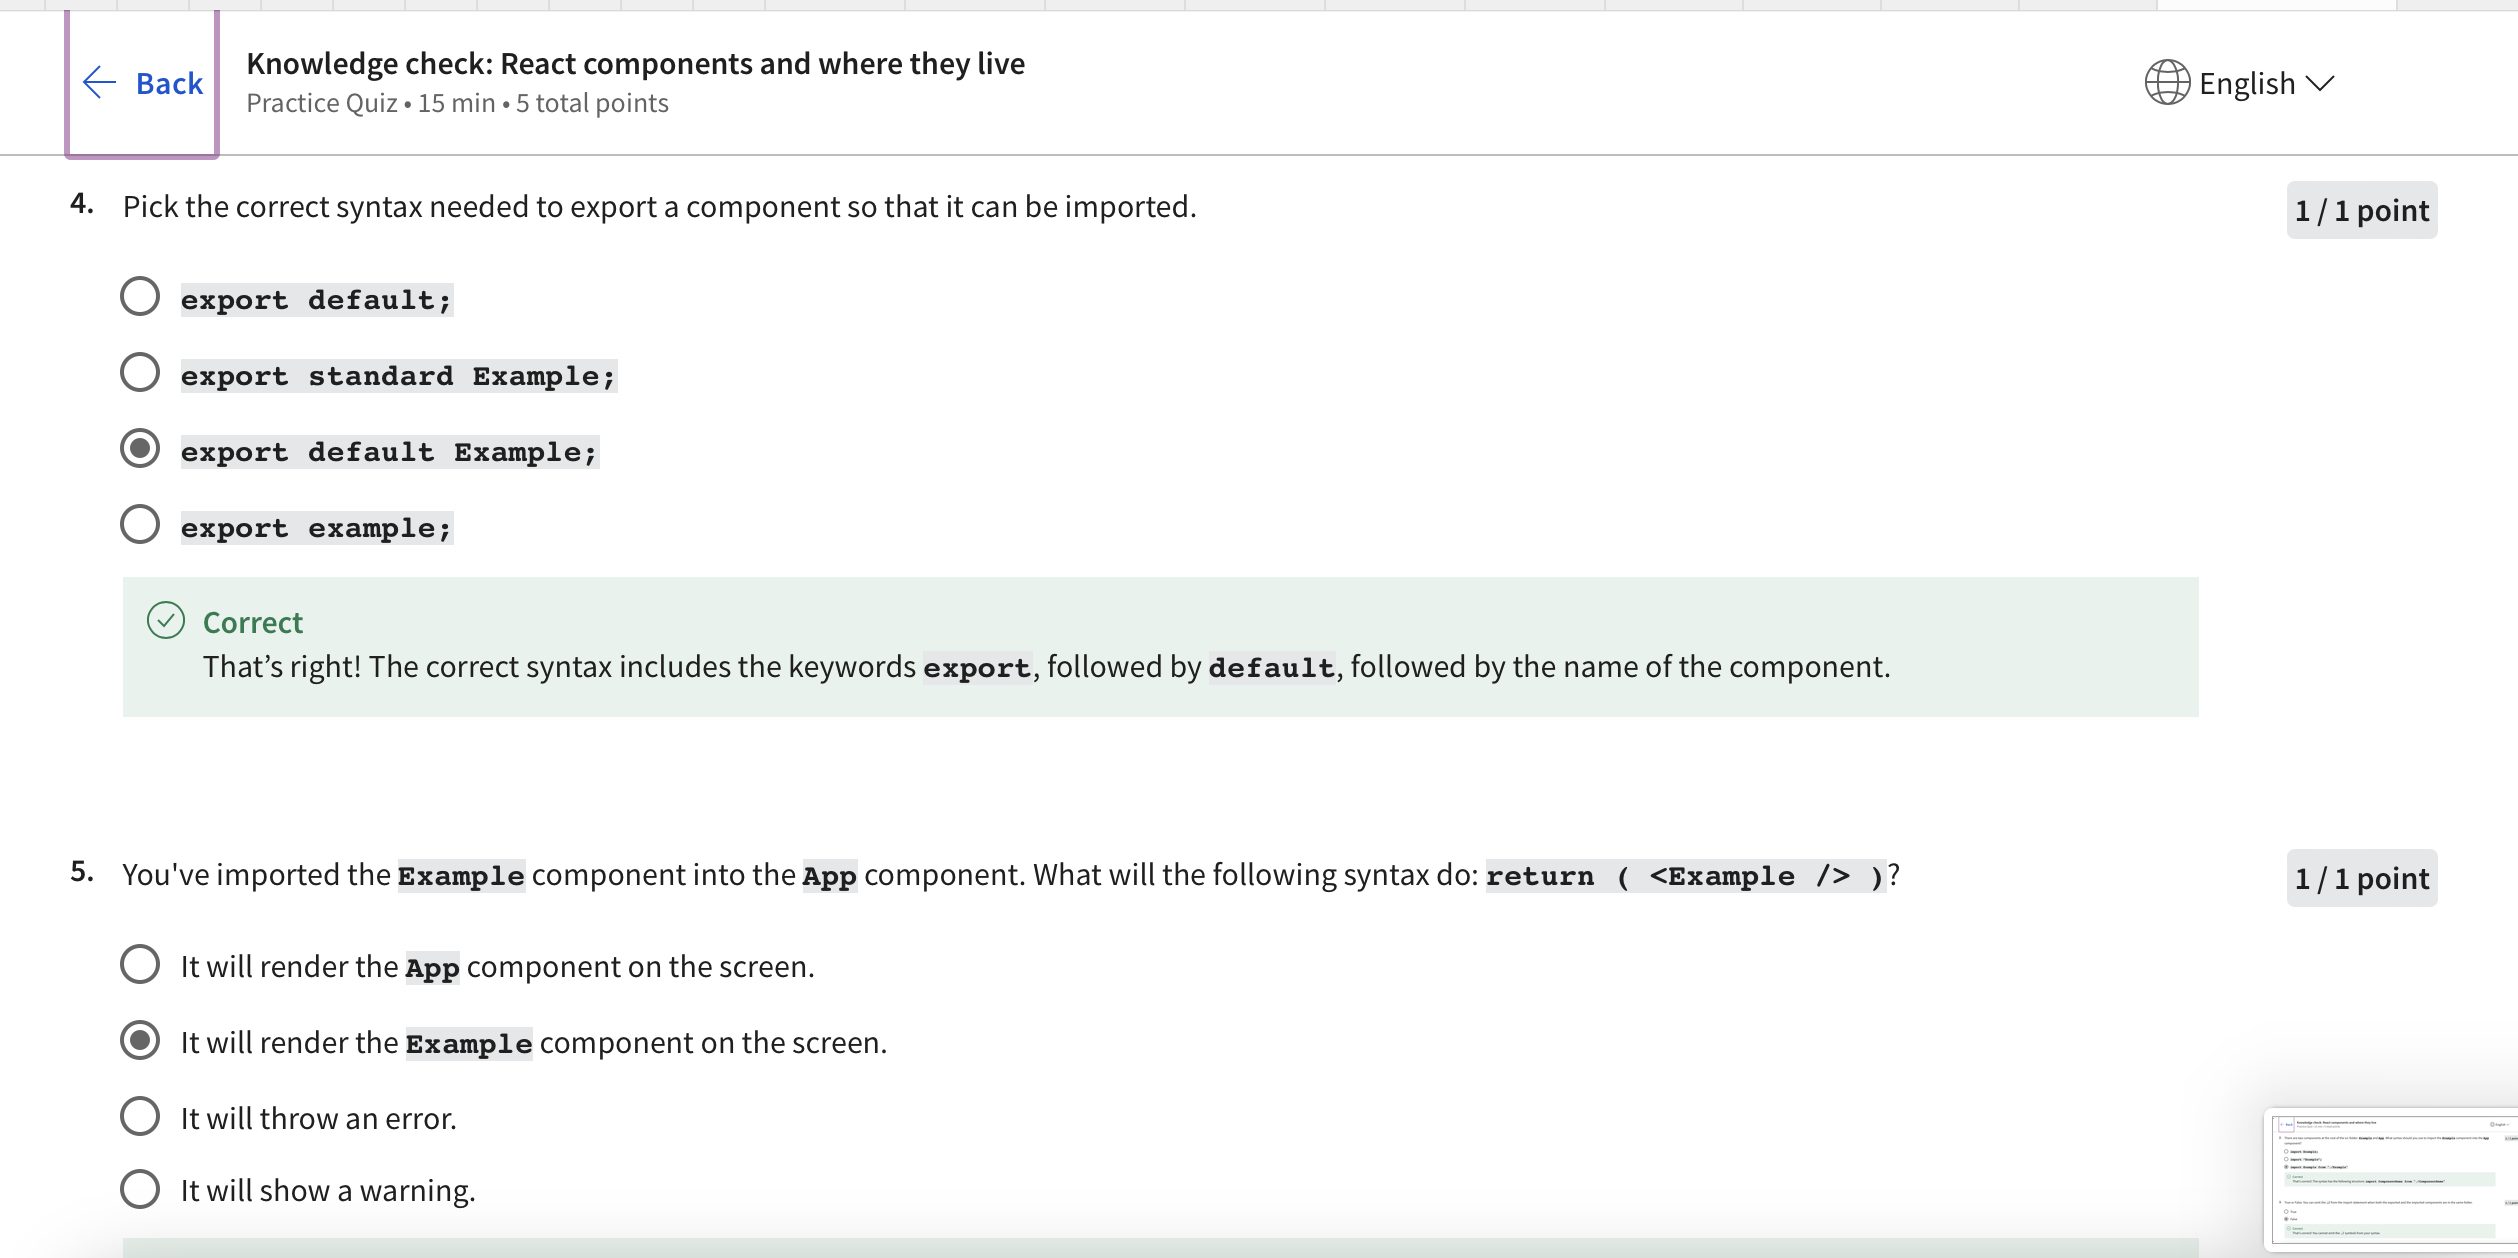 Back
Knowledge check: React components and where they live
Practice Quiz • 15 min • 5 total points
English
4. Pick the correct syntax needed to export a component so that it can be imported.
1 / 1 point
export default;
export standard Example;
export default Example;
export example;
Correct
That’s right! The correct syntax includes the keywords export, followed by default, followed by the name of the component.
5. You've imported the Example component into the App component. What will the following syntax do: return ( <Example /> )?
1 / 1 point
It will render the App component on the screen.
It will render the Example component on the screen.
It will throw an error.
It will show a warning.